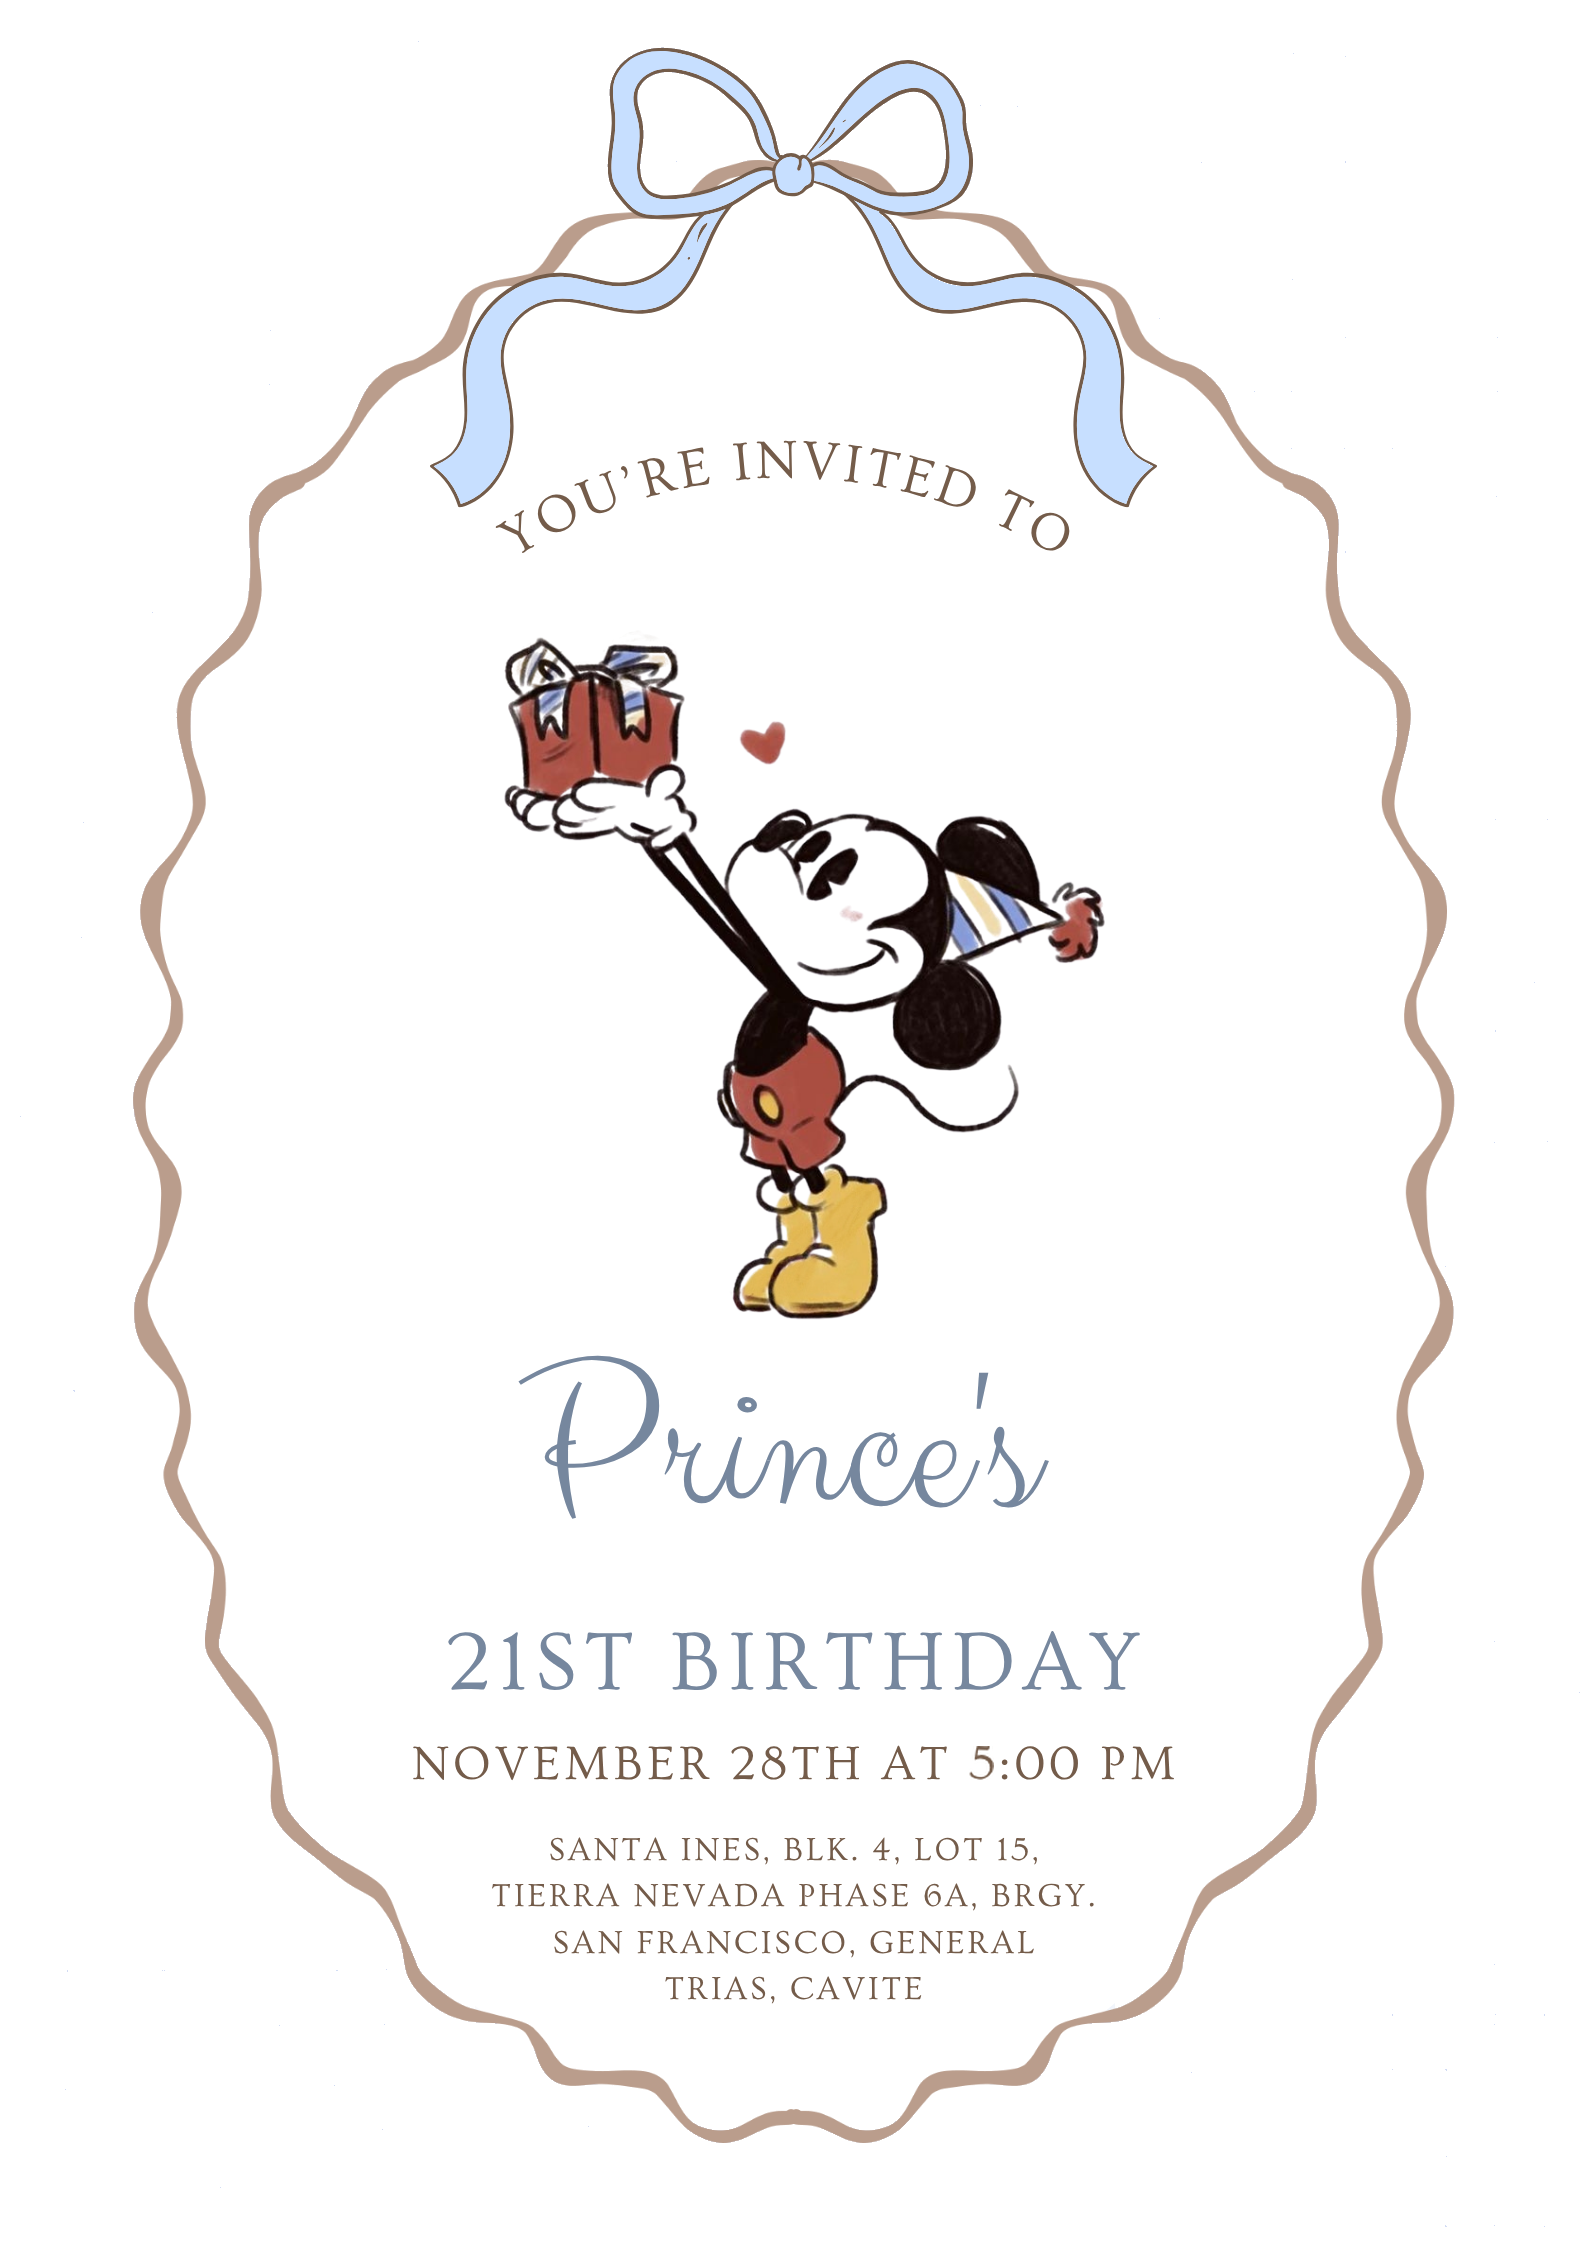 YOU’RE INVITED TO
Prince's
21ST BIRTHDAY
NOVEMBER 28TH AT 5:00 PM
SANTA INES, BLK. 4, LOT 15,
TIERRA NEVADA PHASE 6A, BRGY.
SAN FRANCISCO, GENERAL
TRIAS, CAVITE